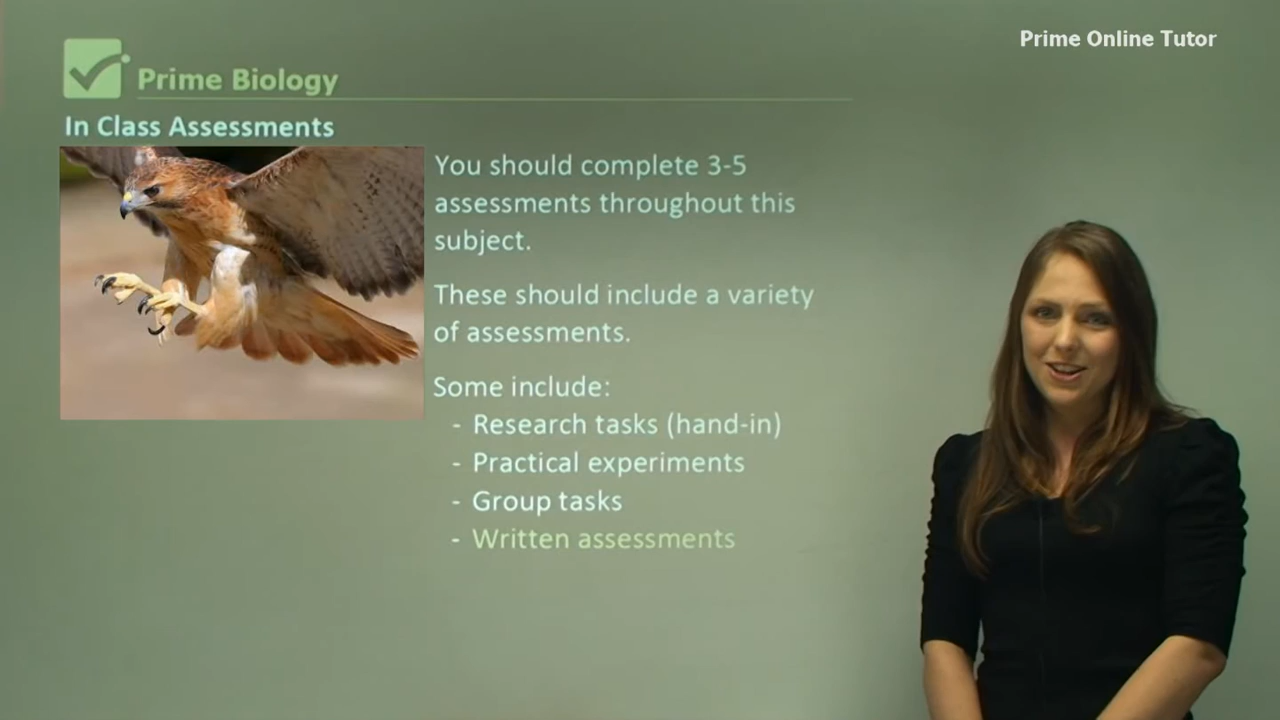 Prime Online Tutor
Prime Biology
In Class Assessments
You should complete 3-5
assessments throughout this
subject.
These should include a variety
of assessments.
Some include:
- Research tasks (hand-in)
- Practical experiments
- Group tasks
- Written assessments